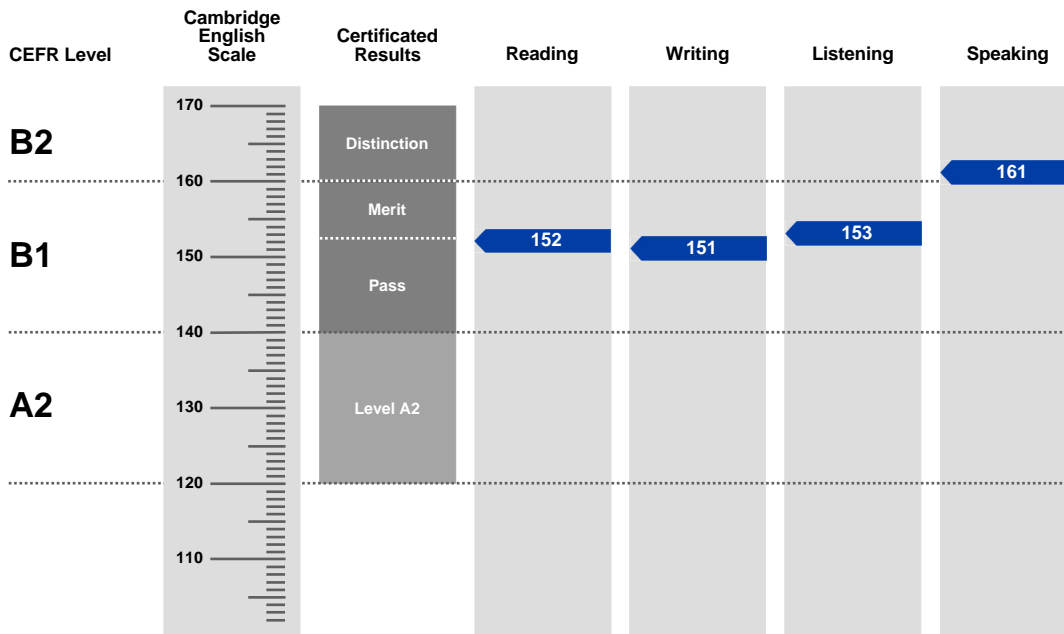 CEFR Level
Cambridge
English
Scale
Certificated
Results
Reading
Writing
Listening
Speaking
170
B2
Distinction
161
160
Merit
153
152
151
B1
150
Pass
140
A2
130
Level A2
120
110